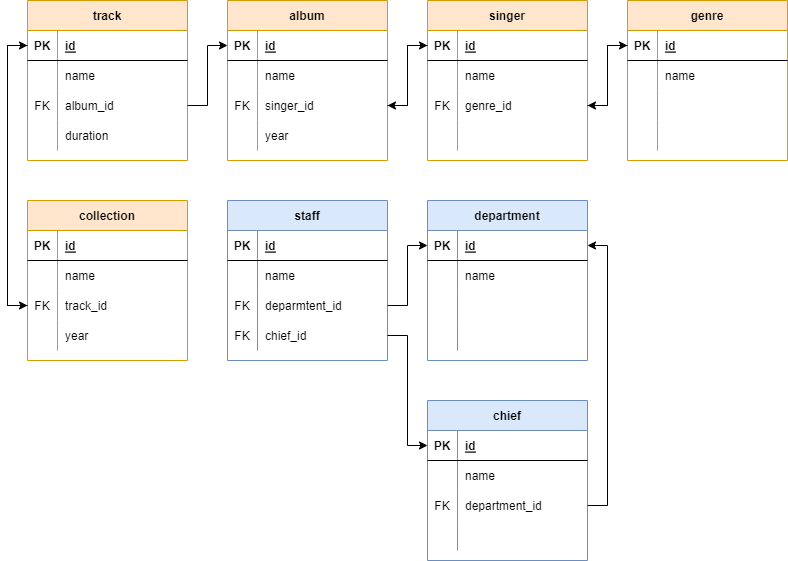 track
PK id
name
FK album_id
duration
album
PK id
name
FK singer_id
year
singer
PK id
name
FK genre_id
genre
PK id
name
collection
PK id
name
FK track_id
year
staff
PK id
name
FK deparmtent_id
FK chief_id
department
PK id
name
chief
PK id
name
FK department_id